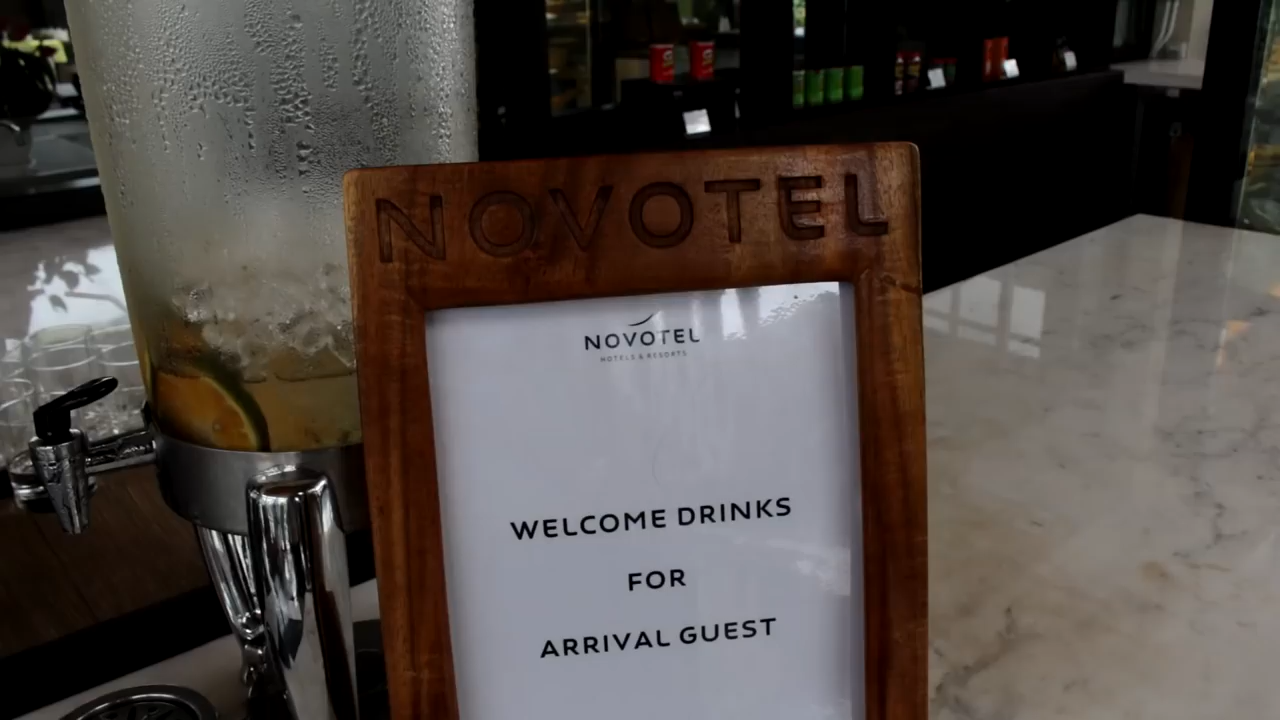 NOVOTEL
NOVOTEL
HOTELS & RESORTS
WELCOME DRINKS
FOR
ARRIVAL GUEST